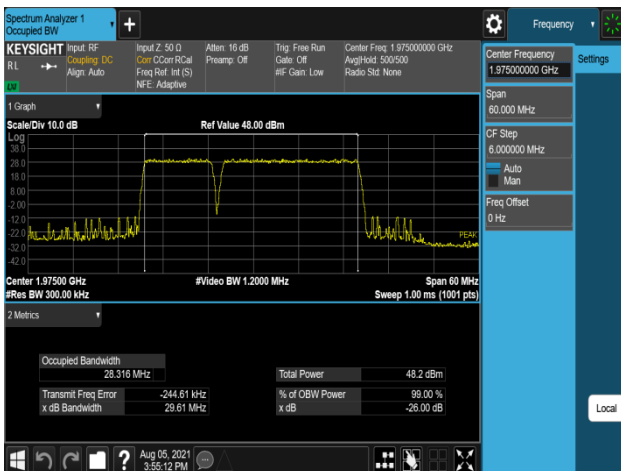 Spectrum Analyzer 1
Occupied BW
+
Frequency
KEYSIGHT
RL
Input: RF
Coupling: DC
Align: Auto
Input Z: 50 Ω
Corr CCorr RCal
Freq Ref: Int (S)
NFE: Adaptive
Atten: 16 dB
Preamp: Off
Trig: Free Run
Gate: Off
#IF Gain: Low
Center Freq: 1.975000000 GHz
Avg|Hold: 500/500
Radio Std: None
Center Frequency
1.975000000 GHz
Settings
Span
60.000 MHz
CF Step
6.000000 MHz
Auto
Man
Freq Offset
0 Hz
Local
1 Graph
Scale/Div 10.0 dB
Ref Value 48.00 dBm
Log
38.0
28.0
18.0
8.00
-2.00
-12.0
-22.0
-32.0
-42.0
PEAK
Center 1.97500 GHz
#Video BW 1.2000 MHz
Span 60 MHz
#Res BW 300.00 kHz
Sweep 1.00 ms (1001 pts)
2 Metrics
Occupied Bandwidth
28.316 MHz
Total Power
48.2 dBm
Transmit Freq Error
-244.61 kHz
% of OBW Power
99.00 %
x dB Bandwidth
29.61 MHz
x dB
-26.00 dB
?
Aug 05, 2021
3:55:12 PM